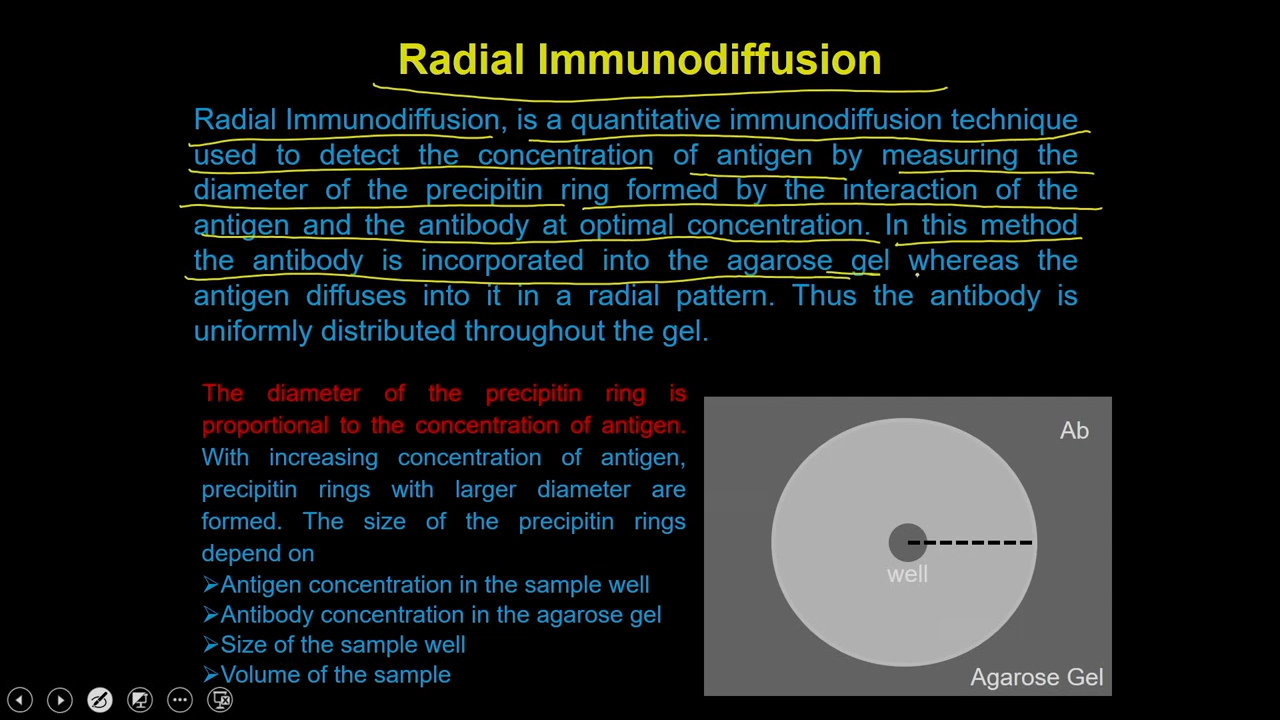 Radial Immunodiffusion
Radial Immunodiffusion, is a quantitative immunodiffusion technique
used to detect the concentration of antigen by measuring the
diameter of the precipitin ring formed by the interaction of the
antigen and the antibody at optimal concentration. In this method
the antibody is incorporated into the agarose gel whereas the
antigen diffuses into it in a radial pattern. Thus the antibody is
uniformly distributed throughout the gel.
The diameter of the precipitin ring is
proportional to the concentration of antigen.
With increasing concentration of antigen,
precipitin rings with larger diameter are
formed. The size of the precipitin rings
depend on
➢Antigen concentration in the sample well
➢Antibody concentration in the agarose gel
➢Size of the sample well
➢Volume of the sample
Ab
well
Agarose Gel